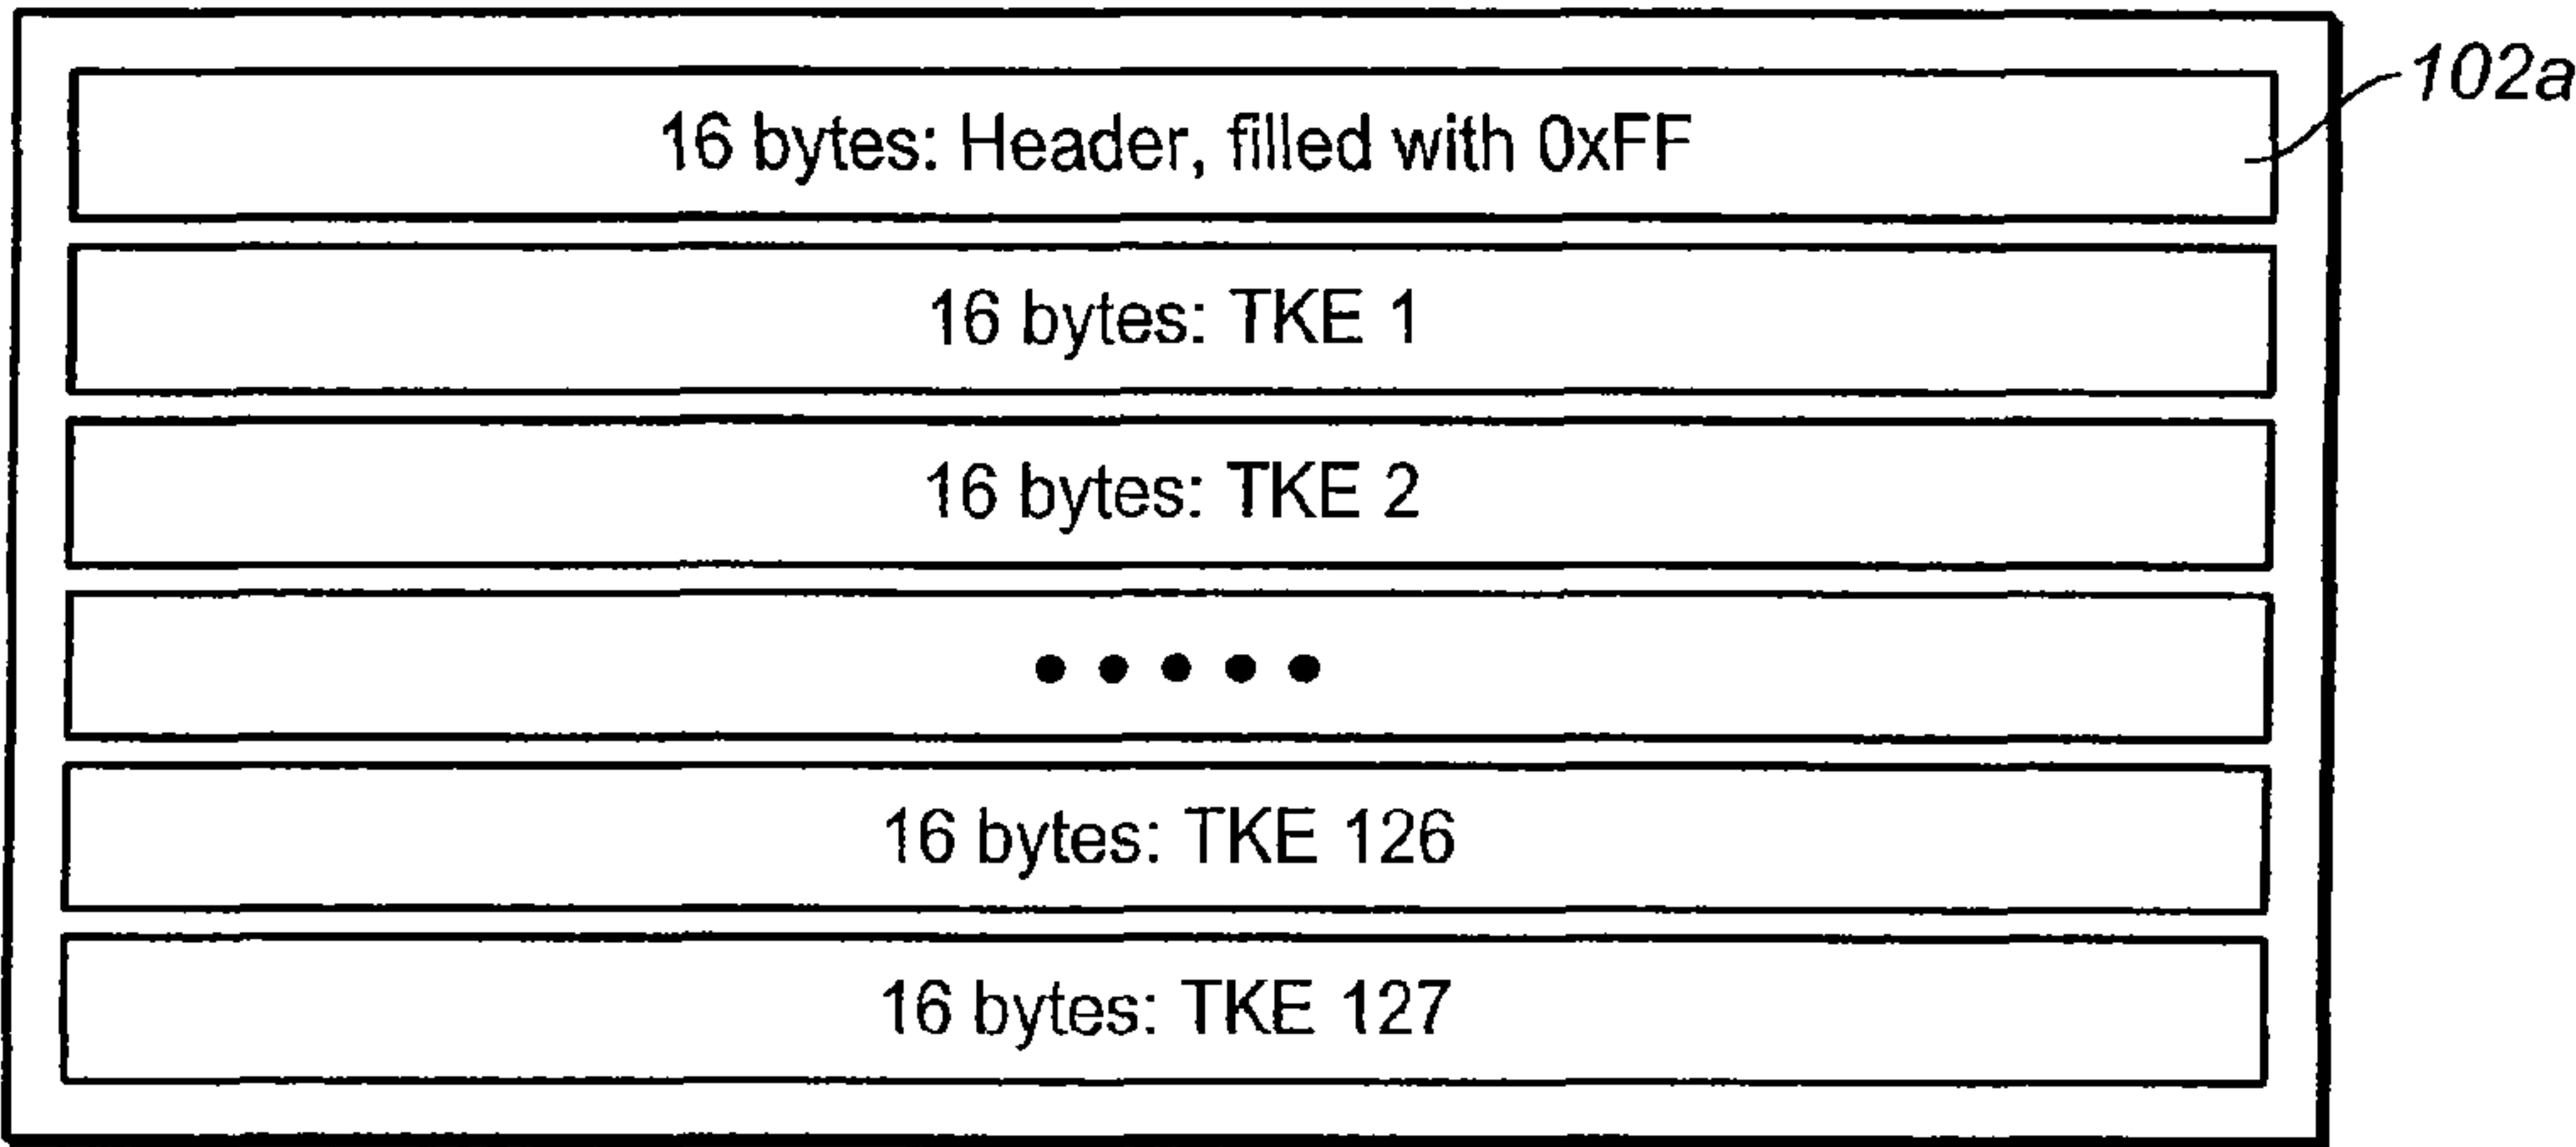 16 bytes: Header, filled with 0xFF
102a
16 bytes: TKE 1
16 bytes: TKE 2
•••••
16 bytes: TKE 126
16 bytes: TKE 127